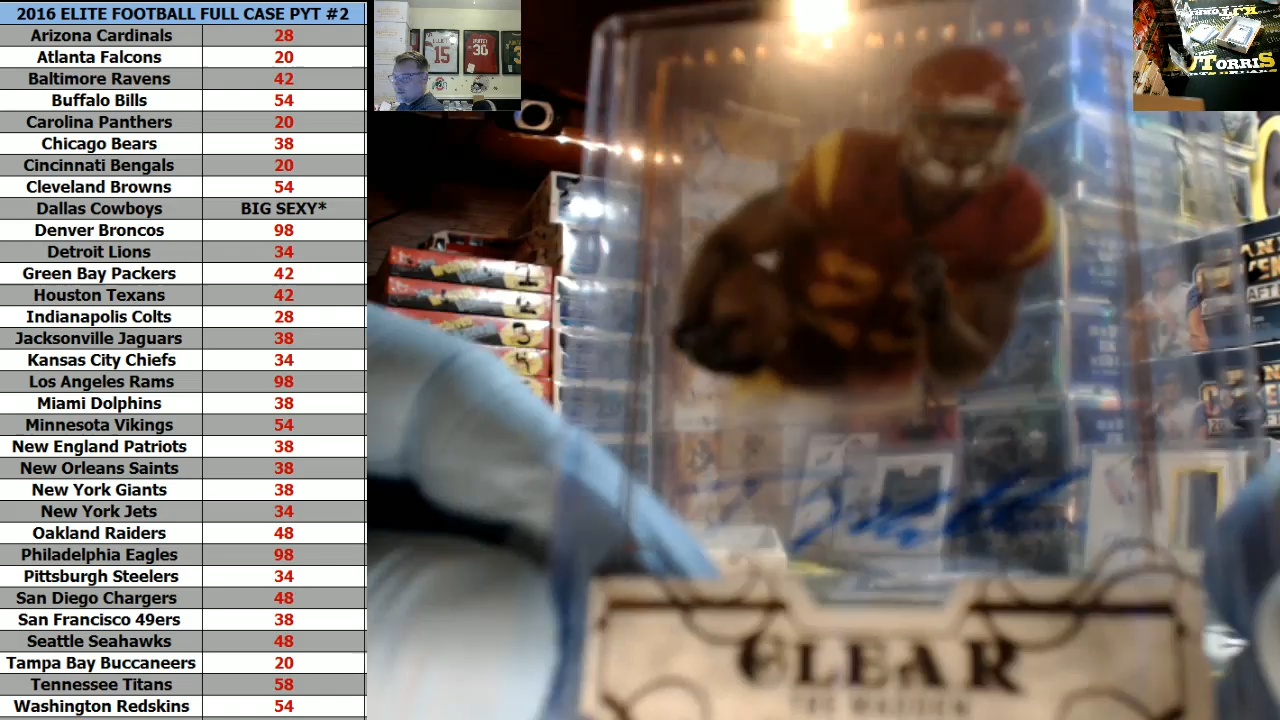 2016 ELITE FOOTBALL FULL CASE PYT #2
Arizona Cardinals 28
Atlanta Falcons 20
Baltimore Ravens 42
Buffalo Bills 54
Carolina Panthers 20
Chicago Bears 38
Cincinnati Bengals 20
Cleveland Browns 54
Dallas Cowboys BIG SEXY*
Denver Broncos 98
Detroit Lions 34
Green Bay Packers 42
Houston Texans 42
Indianapolis Colts 28
Jacksonville Jaguars 38
Kansas City Chiefs 34
Los Angeles Rams 98
Miami Dolphins 38
Minnesota Vikings 54
New England Patriots 38
New Orleans Saints 38
New York Giants 38
New York Jets 34
Oakland Raiders 48
Philadelphia Eagles 98
Pittsburgh Steelers 34
San Diego Chargers 48
San Francisco 49ers 38
Seattle Seahawks 48
Tampa Bay Buccaneers 20
Tennessee Titans 58
Washington Redskins 54
15
30
TORRIS
1
2
3
CLEAR